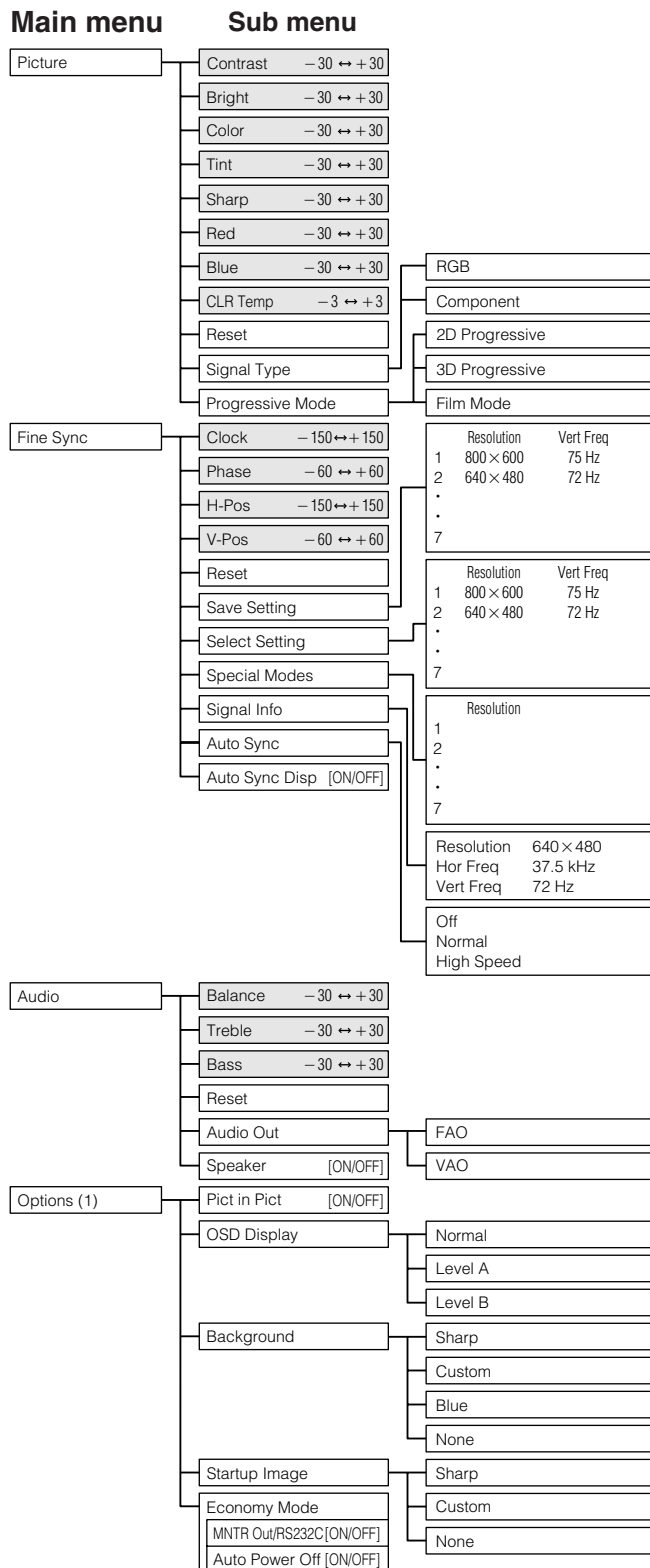 Main menu Sub menu
Picture
Contrast −30 ↔ +30
Bright −30 ↔ +30
Color −30 ↔ +30
Tint −30 ↔ +30
Sharp −30 ↔ +30
Red −30 ↔ +30
Blue −30 ↔ +30
CLR Temp −3 ↔ +3
Reset
Signal Type
RGB
Component
Progressive Mode
2D Progressive
3D Progressive
Film Mode
Fine Sync
Clock −150↔+150
Phase −60 ↔ +60
H-Pos −150↔+150
V-Pos −60 ↔ +60
Reset
Save Setting
Select Setting
Special Modes
Signal Info
Auto Sync
Auto Sync Disp [ON/OFF]
Resolution Vert Freq
1 800×600 75 Hz
2 640×480 72 Hz
·
·
7
Resolution Vert Freq
1 800×600 75 Hz
2 640×480 72 Hz
·
·
7
Resolution
1
2
·
·
7
Resolution 640×480
Hor Freq 37.5 kHz
Vert Freq 72 Hz
Off
Normal
High Speed
Audio
Balance −30 ↔ +30
Treble −30 ↔ +30
Bass −30 ↔ +30
Reset
Audio Out
FAO
VAO
Speaker [ON/OFF]
Options (1)
Pict in Pict [ON/OFF]
OSD Display
Normal
Level A
Level B
Background
Sharp
Custom
Blue
None
Startup Image
Sharp
Custom
None
Economy Mode
MNTR Out/RS232C[ON/OFF]
Auto Power Off [ON/OFF]